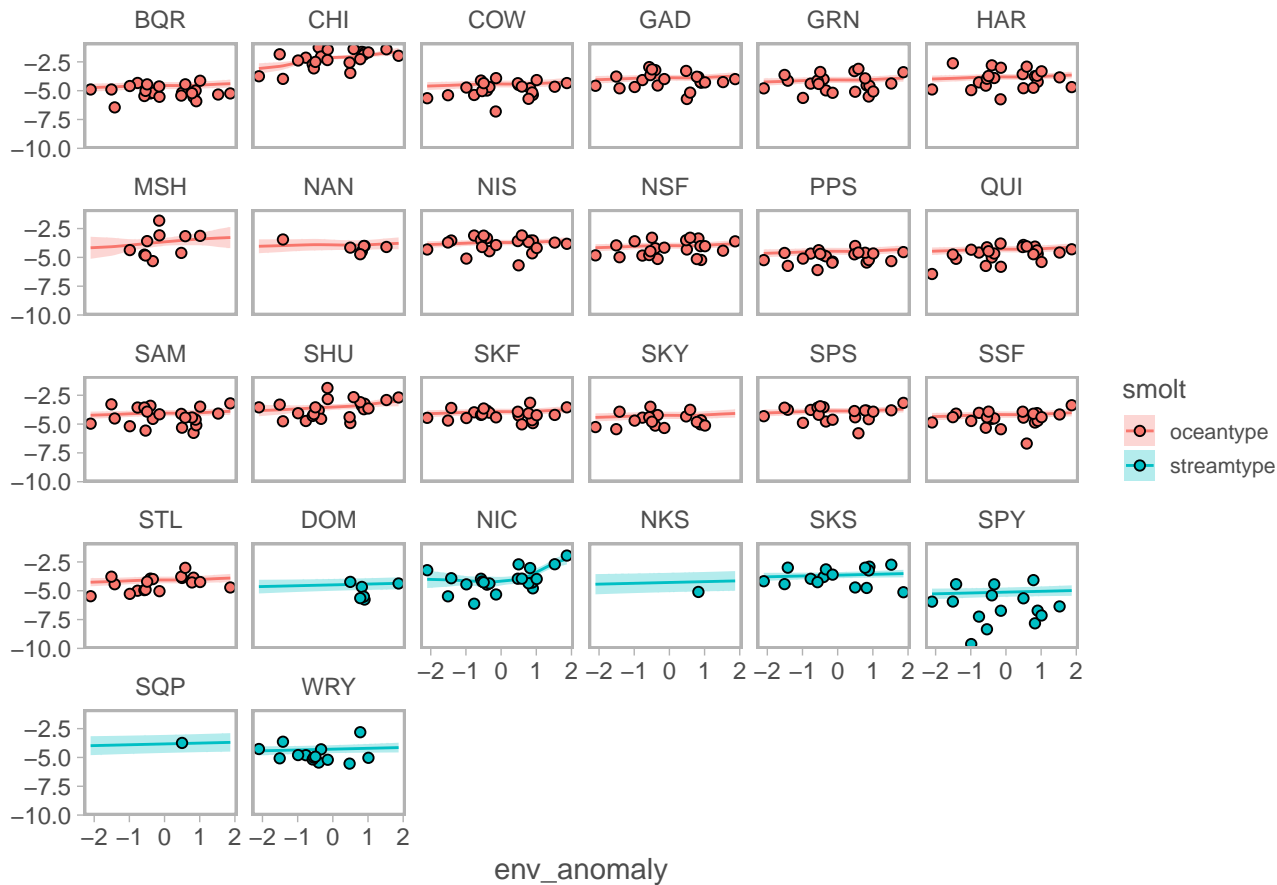 BQR CHI COW GAD GRN HAR
−2.5
−5.0
−7.5
−10.0
MSH NAN NIS NSF PPS QUI
−2.5
−5.0
−7.5
−10.0
SAM SHU SKF SKY SPS SSF
−2.5
−5.0
−7.5
−10.0
smolt
oceantype
streamtype
STL DOM NIC NKS SKS SPY
−2.5
−5.0
−7.5
−10.0
−2 −1 0 1 2 −2 −1 0 1 2 −2 −1 0 1 2 −2 −1 0 1 2
SQP WRY
−2.5
−5.0
−7.5
−10.0
−2 −1 0 1 2 −2 −1 0 1 2
env_anomaly